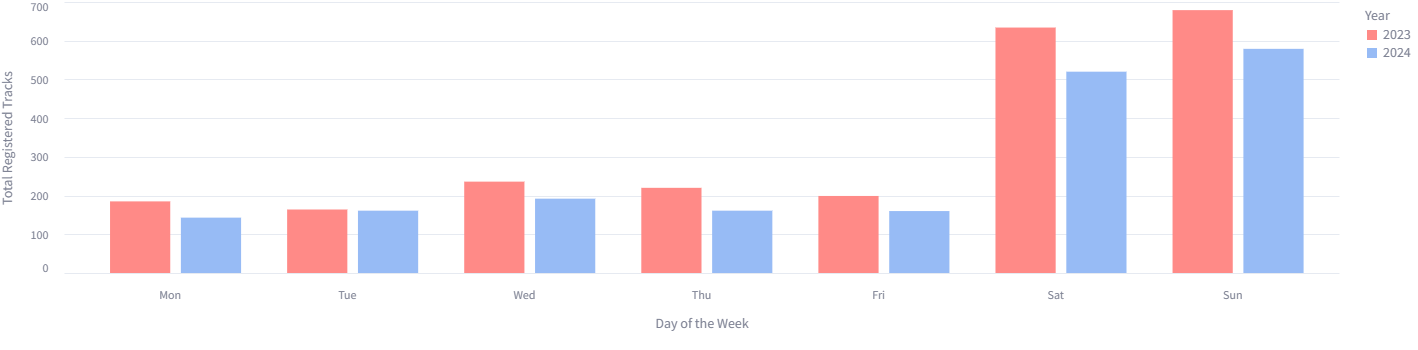 Total Registered Tracks
700
600
500
400
300
200
100
0
Mon Tue Wed Thu Fri Sat Sun
Day of the Week
Year
2023
2024